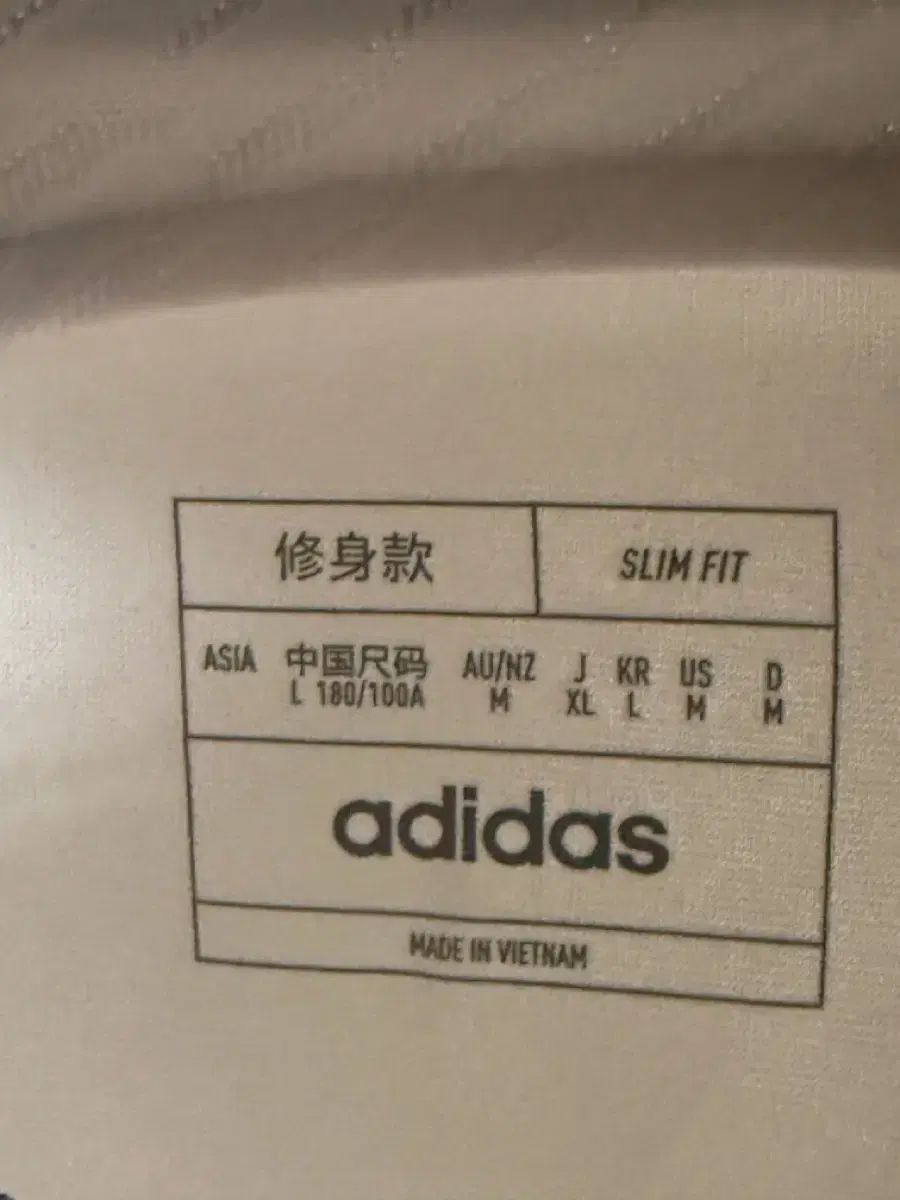 修身款 SLIM FIT
ASIA 中国尺码 AU/NZ J KR US D
L 180/100A M XL L M M
adidas
MADE IN VIETNAM